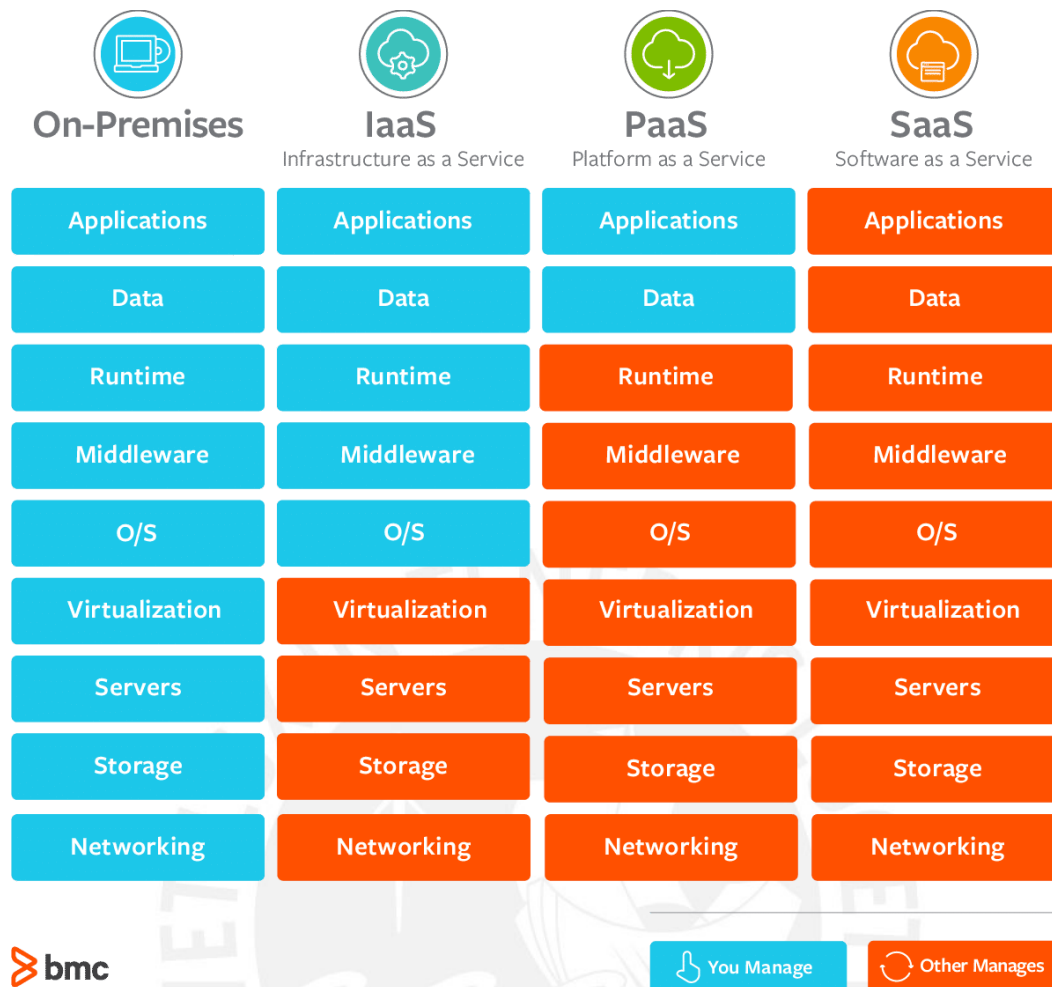 On-Premises
IaaS
PaaS
SaaS
Infrastructure as a Service
Platform as a Service
Software as a Service
Applications
Applications
Applications
Applications
Data
Data
Data
Data
Runtime
Runtime
Runtime
Runtime
Middleware
Middleware
Middleware
Middleware
O/S
O/S
O/S
O/S
Virtualization
Virtualization
Virtualization
Virtualization
Servers
Servers
Servers
Servers
Storage
Storage
Storage
Storage
Networking
Networking
Networking
Networking
bmc
You Manage
Other Manages